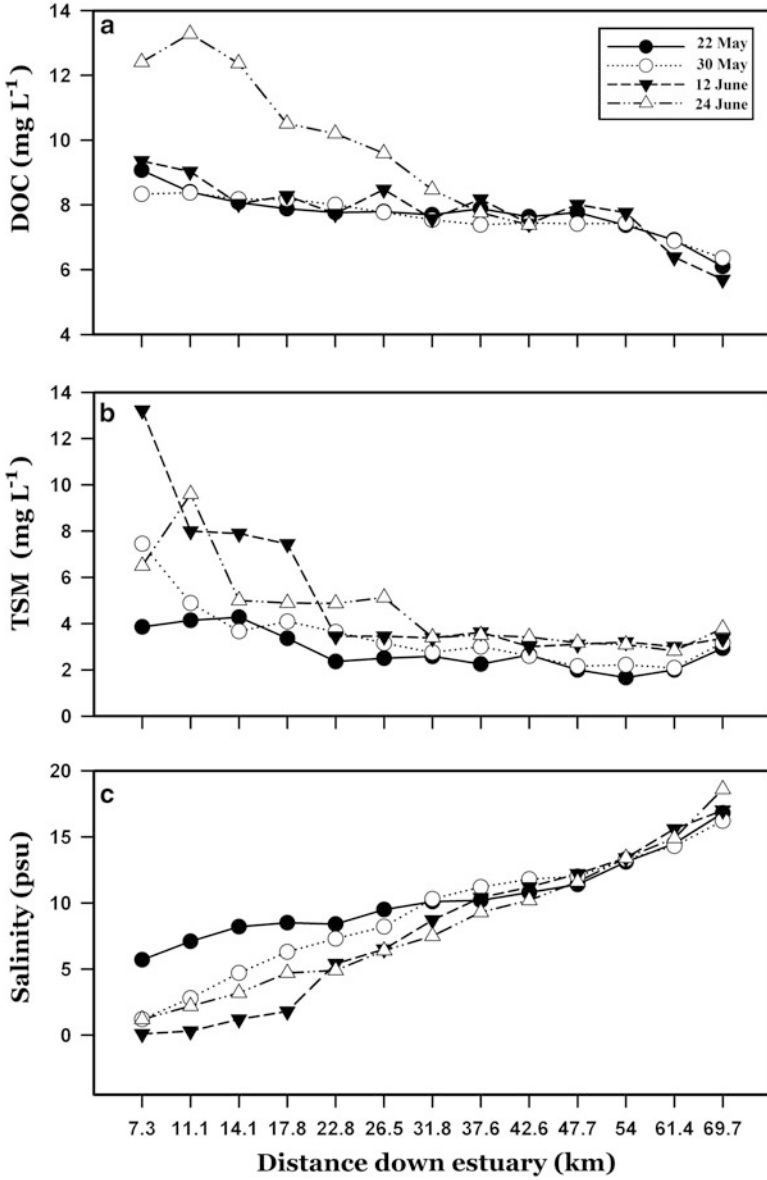 a
14
12
10
8
6
4
DOC (mg L⁻¹)
22 May
30 May
12 June
24 June
b
14
12
10
8
6
4
2
0
TSM (mg L⁻¹)
c
20
15
10
5
0
Salinity (psu)
7.3 11.1 14.1 17.8 22.8 26.5 31.8 37.6 42.6 47.7 54 61.4 69.7
Distance down estuary (km)